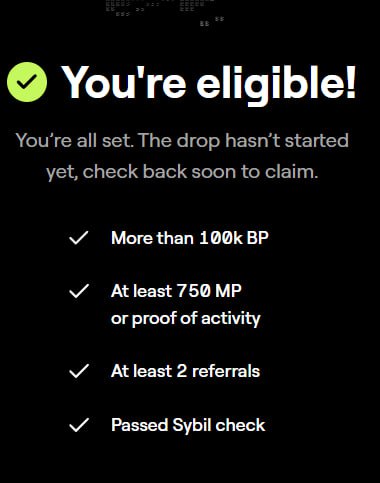 You're eligible!
You’re all set. The drop hasn’t started
yet, check back soon to claim.
More than 100k BP
At least 750 MP
or proof of activity
At least 2 referrals
Passed Sybil check